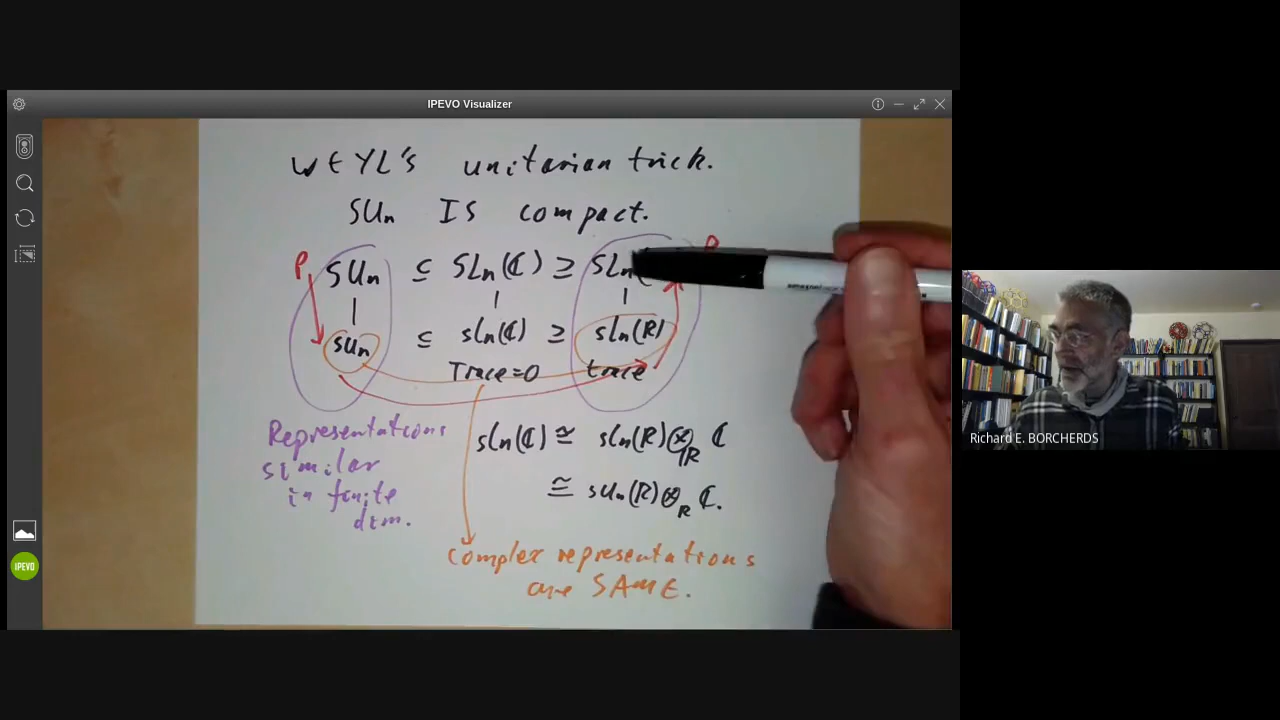 IPEVO Visualizer
WEYL'S unitarian trick.
SUn IS compact.
P
SUn ⊆ SLn(ℂ) ≥ SLn(
sun ⊆ sln(ℂ) ≥ sln(R)
Trace=0 trace
Representations
similar
in finite
dim.
sln(ℂ) ≅ sln(R)⊗R ℂ
≅ sun(R)⊗R ℂ.
complex representations
are SAME.
IPEVO
Richard E. BORCHERDS